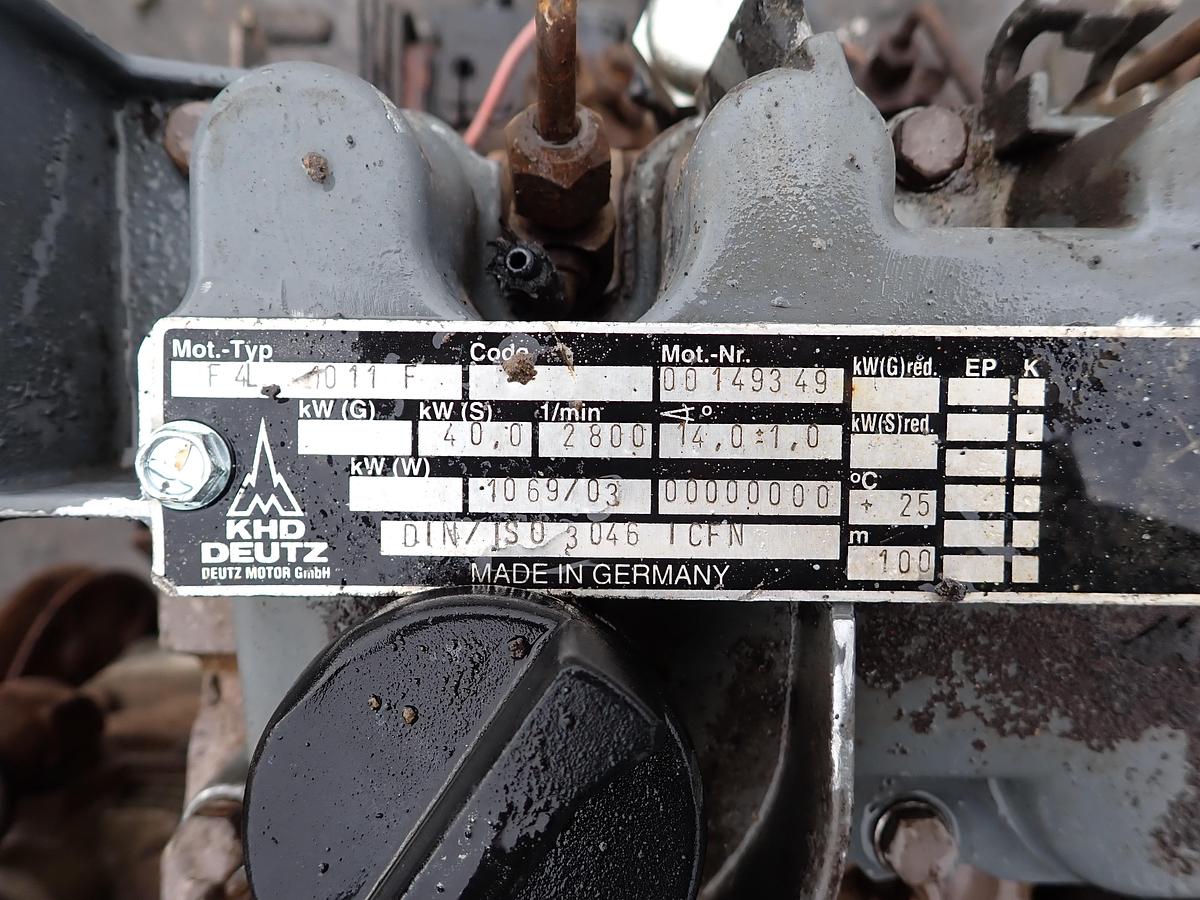 Mot.-Typ Code Mot.-Nr. kW(G)red. EP K
F 4L 1011 F 00149349
kW (G) kW (S) 1/min ∢° kW(S)red.
40,0 2800 14,0±1,0
kW (W) °C
1069/03 00000000 + 25
DIN/ISO 3046 ICFN m
100
KHD
DEUTZ
DEUTZ MOTOR GmbH
MADE IN GERMANY